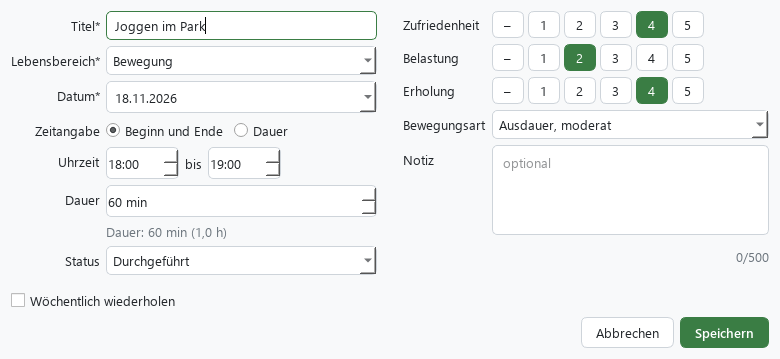 Titel* Joggen im Park
Lebensbereich* Bewegung
Datum* 18.11.2026
Zeitangabe Beginn und Ende Dauer
Uhrzeit 18:00 bis 19:00
Dauer 60 min
Dauer: 60 min (1,0 h)
Status Durchgeführt
Wöchentlich wiederholen
Zufriedenheit – 1 2 3 4 5
Belastung – 1 2 3 4 5
Erholung – 1 2 3 4 5
Bewegungsart Ausdauer, moderat
Notiz optional
0/500
Abbrechen Speichern